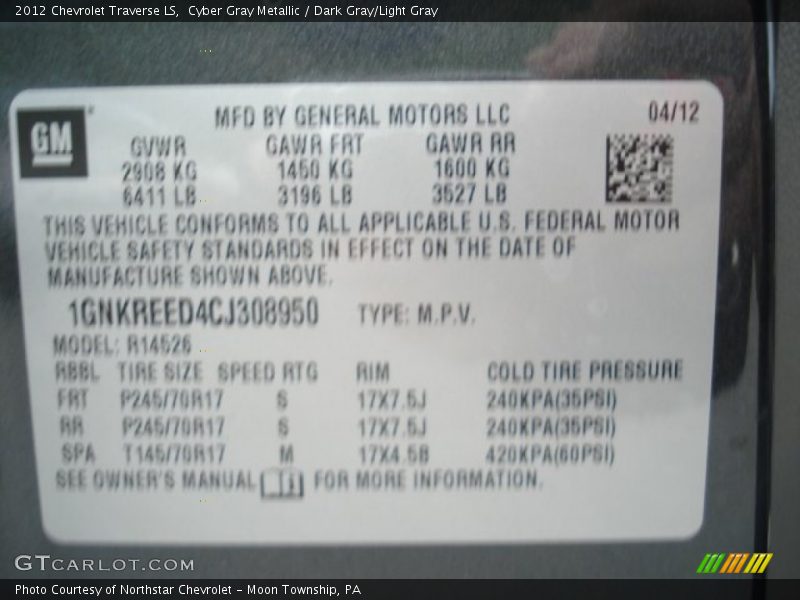 2012 Chevrolet Traverse LS,  Cyber Gray Metallic / Dark Gray/Light Gray
GM
MFD BY GENERAL MOTORS LLC 04/12
GVWR GAWR FRT GAWR RR
2908 KG 1450 KG 1600 KG
6411 LB 3196 LB 3527 LB
THIS VEHICLE CONFORMS TO ALL APPLICABLE U.S. FEDERAL MOTOR
VEHICLE SAFETY STANDARDS IN EFFECT ON THE DATE OF
MANUFACTURE SHOWN ABOVE.
1GNKREED4CJ308950 TYPE: M.P.V.
MODEL: R14526
RBBL TIRE SIZE SPEED RTG RIM COLD TIRE PRESSURE
FRT P245/70R17 S 17X7.5J 240KPA(35PSI)
RR P245/70R17 S 17X7.5J 240KPA(35PSI)
SPA T145/70R17 M 17X4.5B 420KPA(60PSI)
SEE OWNER'S MANUAL FOR MORE INFORMATION.
GTCARLOT.COM
Photo Courtesy of Northstar Chevrolet – Moon Township, PA